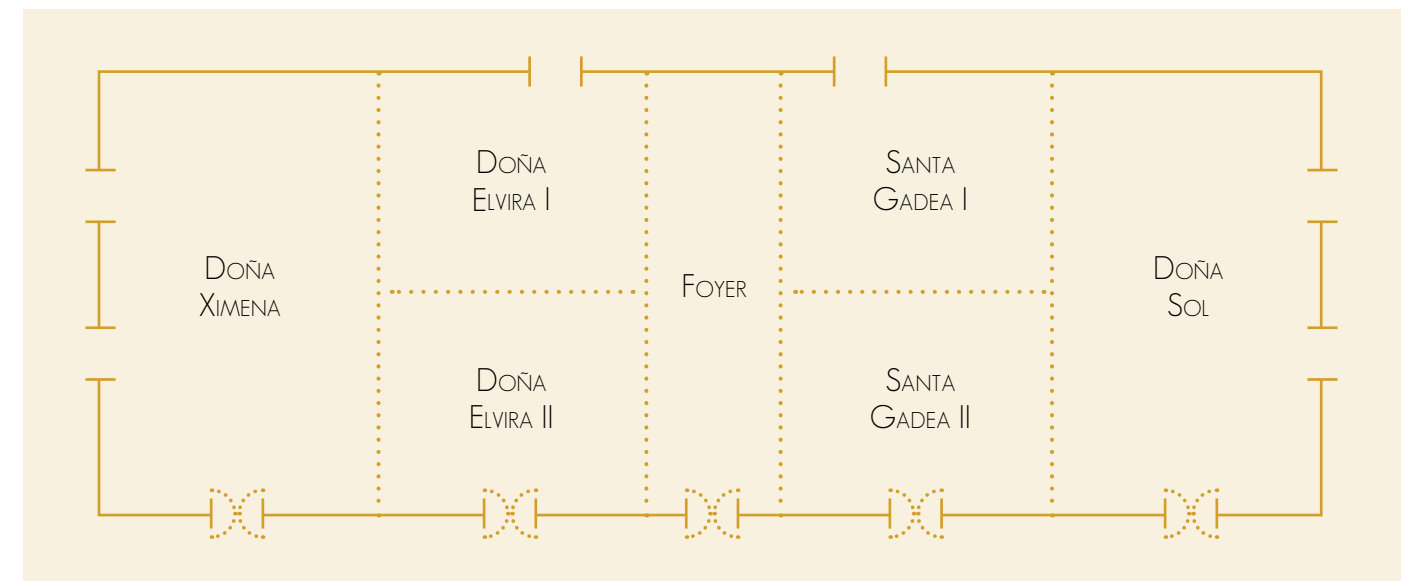 Doña
Elvira I
Santa
Gadea I
Doña
Ximena
Foyer
Doña
Sol
Doña
Elvira II
Santa
Gadea II